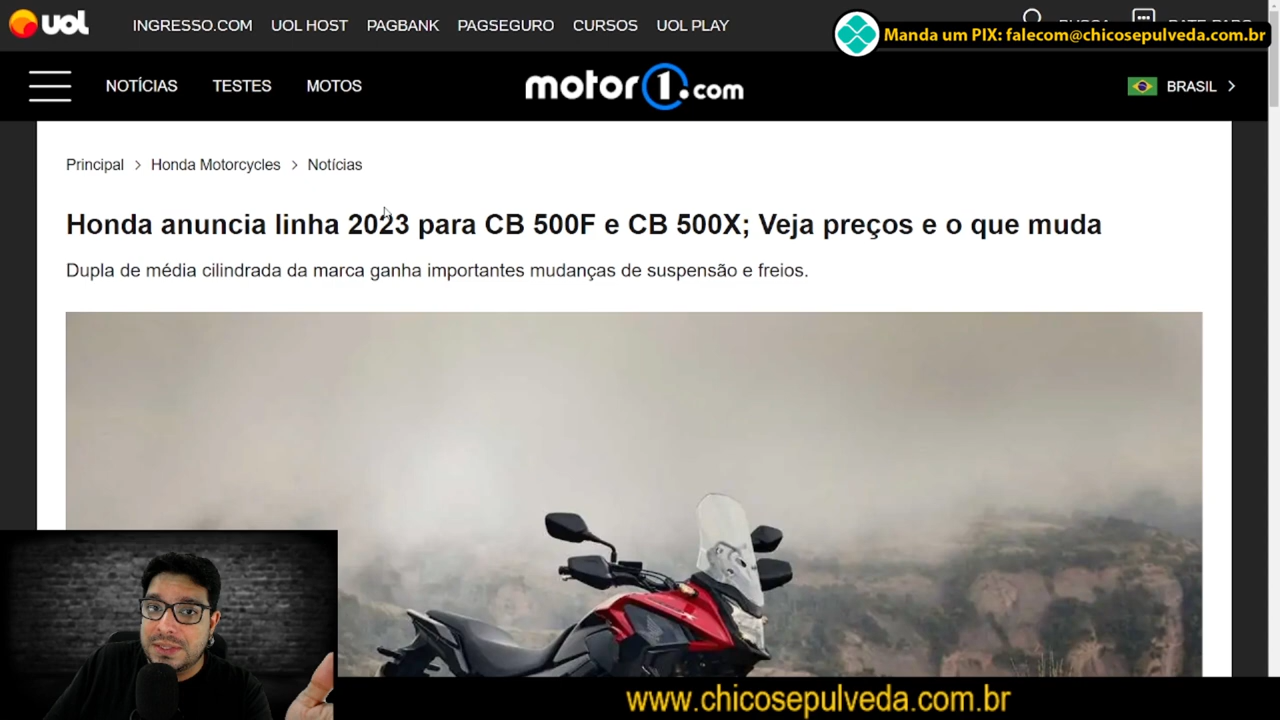 uol INGRESSO.COM UOL HOST PAGBANK PAGSEGURO CURSOS UOL PLAY
Manda um PIX: falecom@chicosepulveda.com.br
NOTÍCIAS TESTES MOTOS motor1.com BRASIL
Principal > Honda Motorcycles > Notícias
Honda anuncia linha 2023 para CB 500F e CB 500X; Veja preços e o que muda
Dupla de média cilindrada da marca ganha importantes mudanças de suspensão e freios.
www.chicosepulveda.com.br